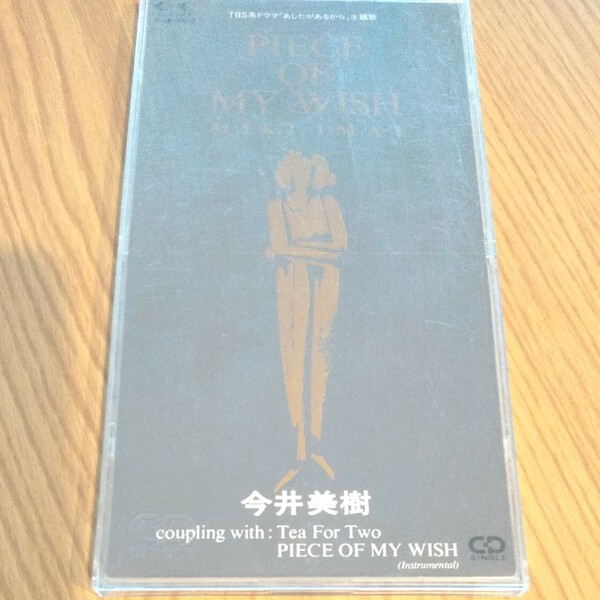 TBS系ドラマ"あしたがあるから"主題歌
PIECE
OF
MY WISH
MIKI IMAI
今井美樹
coupling with : Tea For Two
PIECE OF MY WISH
(Instrumental)
CD
SINGLE